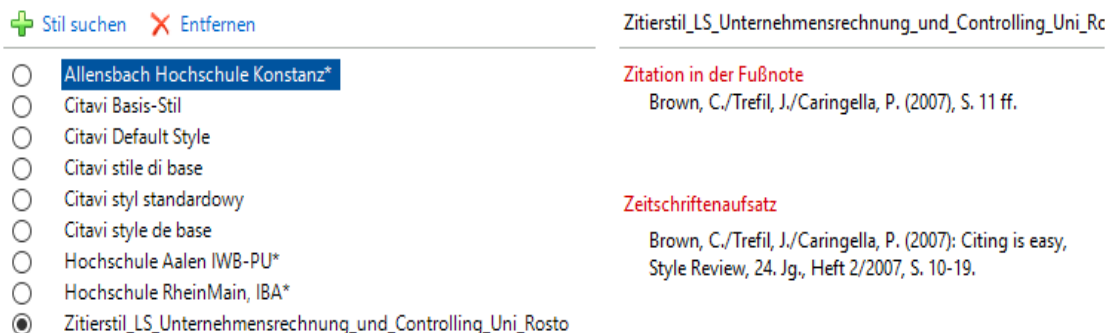 Stil suchen Entfernen
Allensbach Hochschule Konstanz*
Citavi Basis-Stil
Citavi Default Style
Citavi stile di base
Citavi styl standardowy
Citavi style de base
Hochschule Aalen IWB-PU*
Hochschule RheinMain, IBA*
Zitierstil_LS_Unternehmensrechnung_und_Controlling_Uni_Rosto
Zitierstil_LS_Unternehmensrechnung_und_Controlling_Uni_Ro
Zitation in der Fußnote
Brown, C./Trefil, J./Caringella, P. (2007), S. 11 ff.
Zeitschriftenaufsatz
Brown, C./Trefil, J./Caringella, P. (2007): Citing is easy,
Style Review, 24. Jg., Heft 2/2007, S. 10-19.